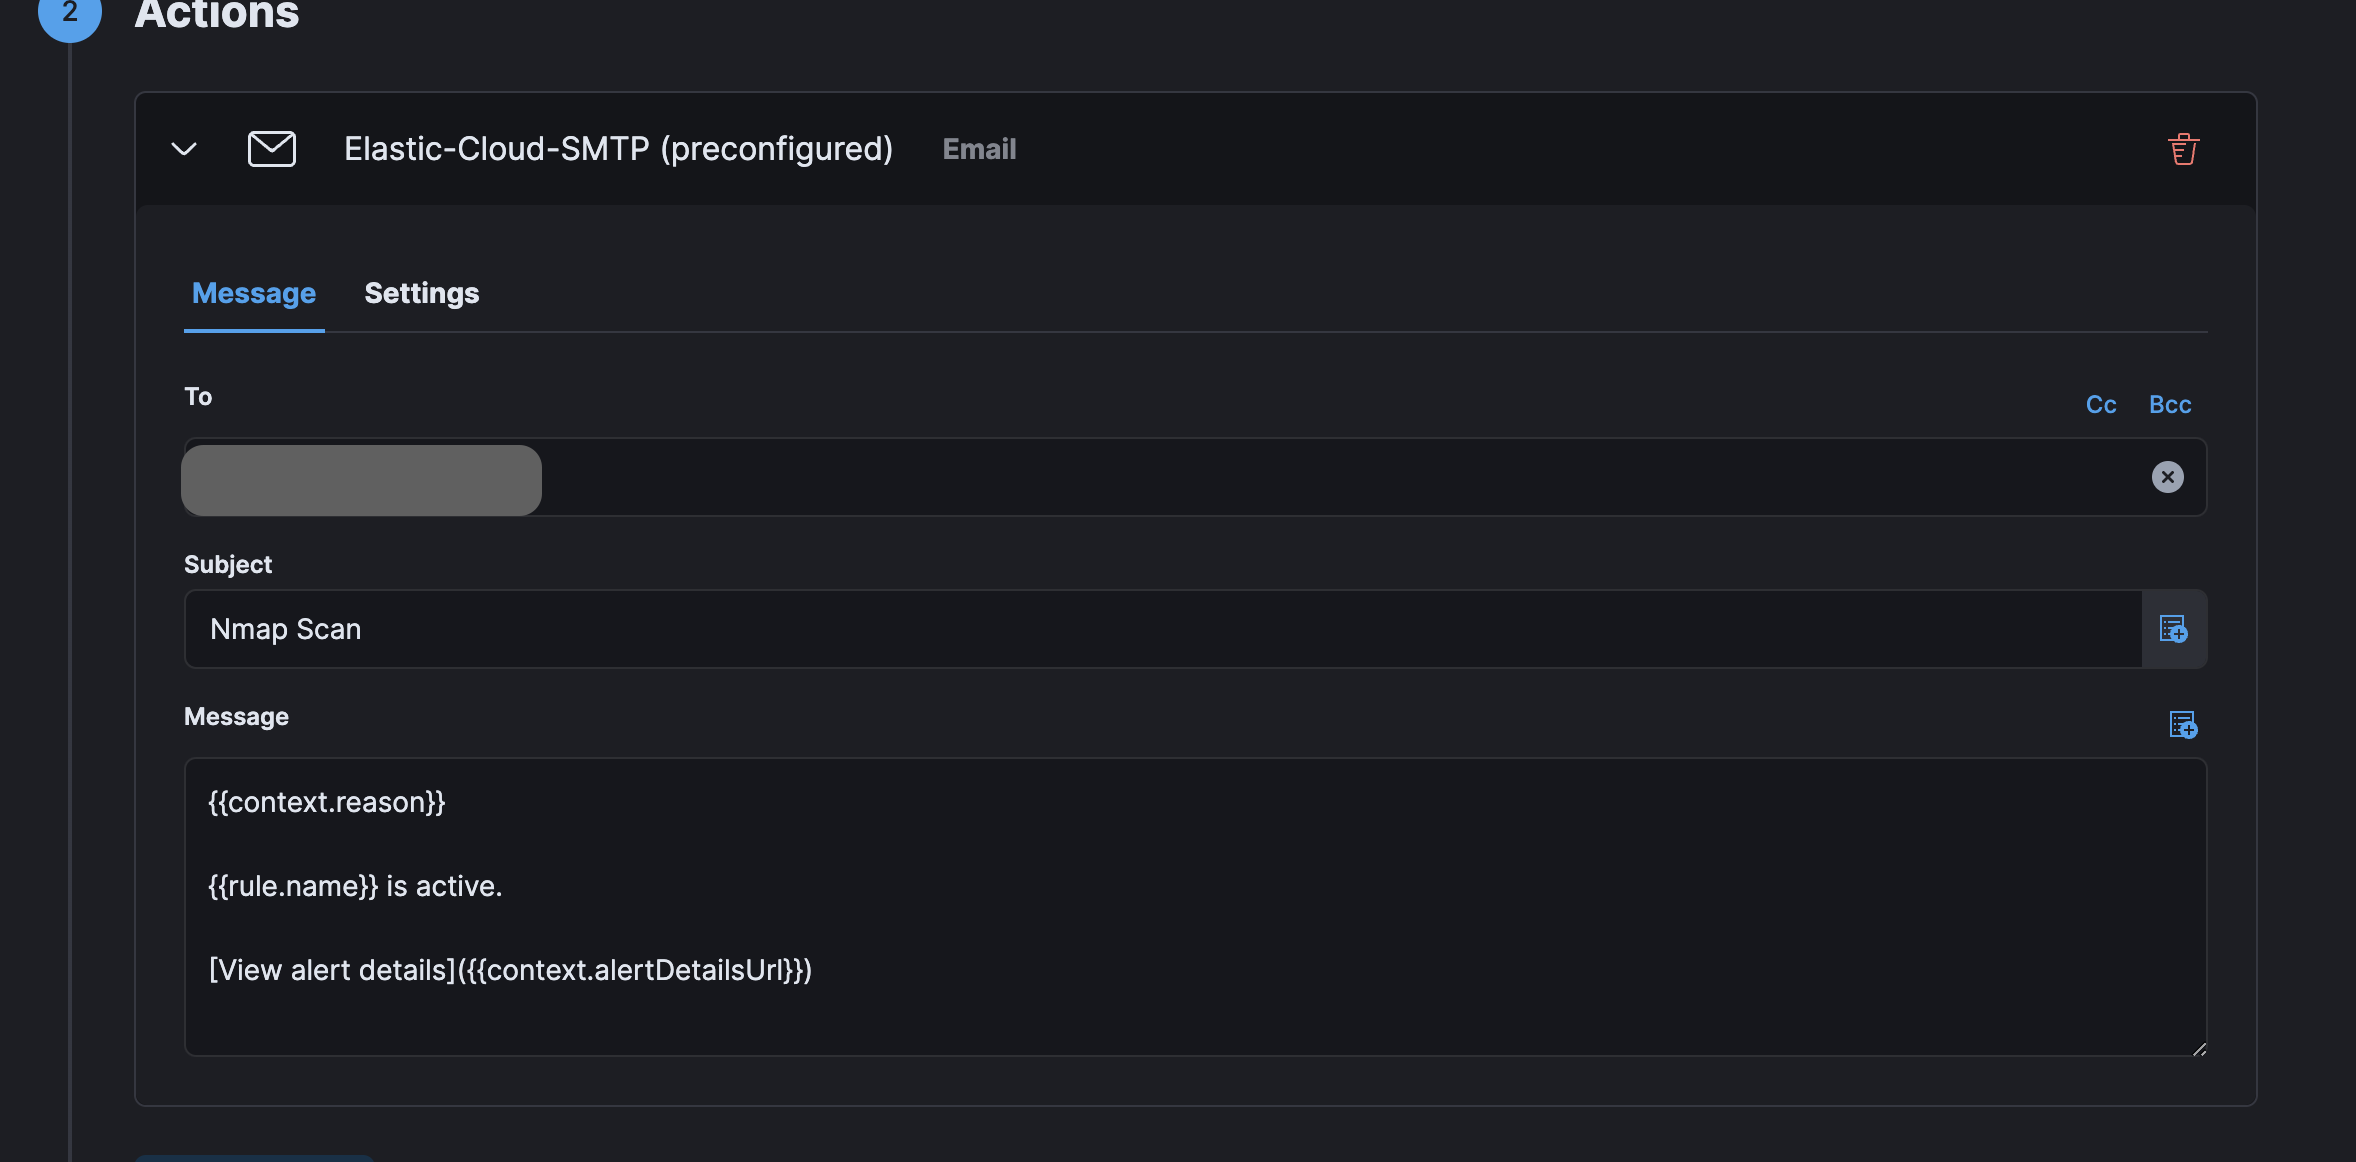 2 Actions
Elastic-Cloud-SMTP (preconfigured) Email
Message Settings
To Cc Bcc
Subject
Nmap Scan
Message
{{context.reason}}
{{rule.name}} is active.
[View alert details]({{context.alertDetailsUrl}})